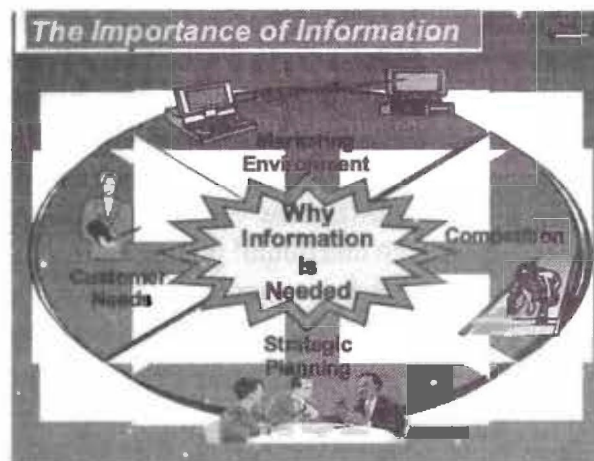 The Importance of Information
Marketing
Environment
Why
Information
is
Needed
Competition
Customer
Needs
Strategic
Planning